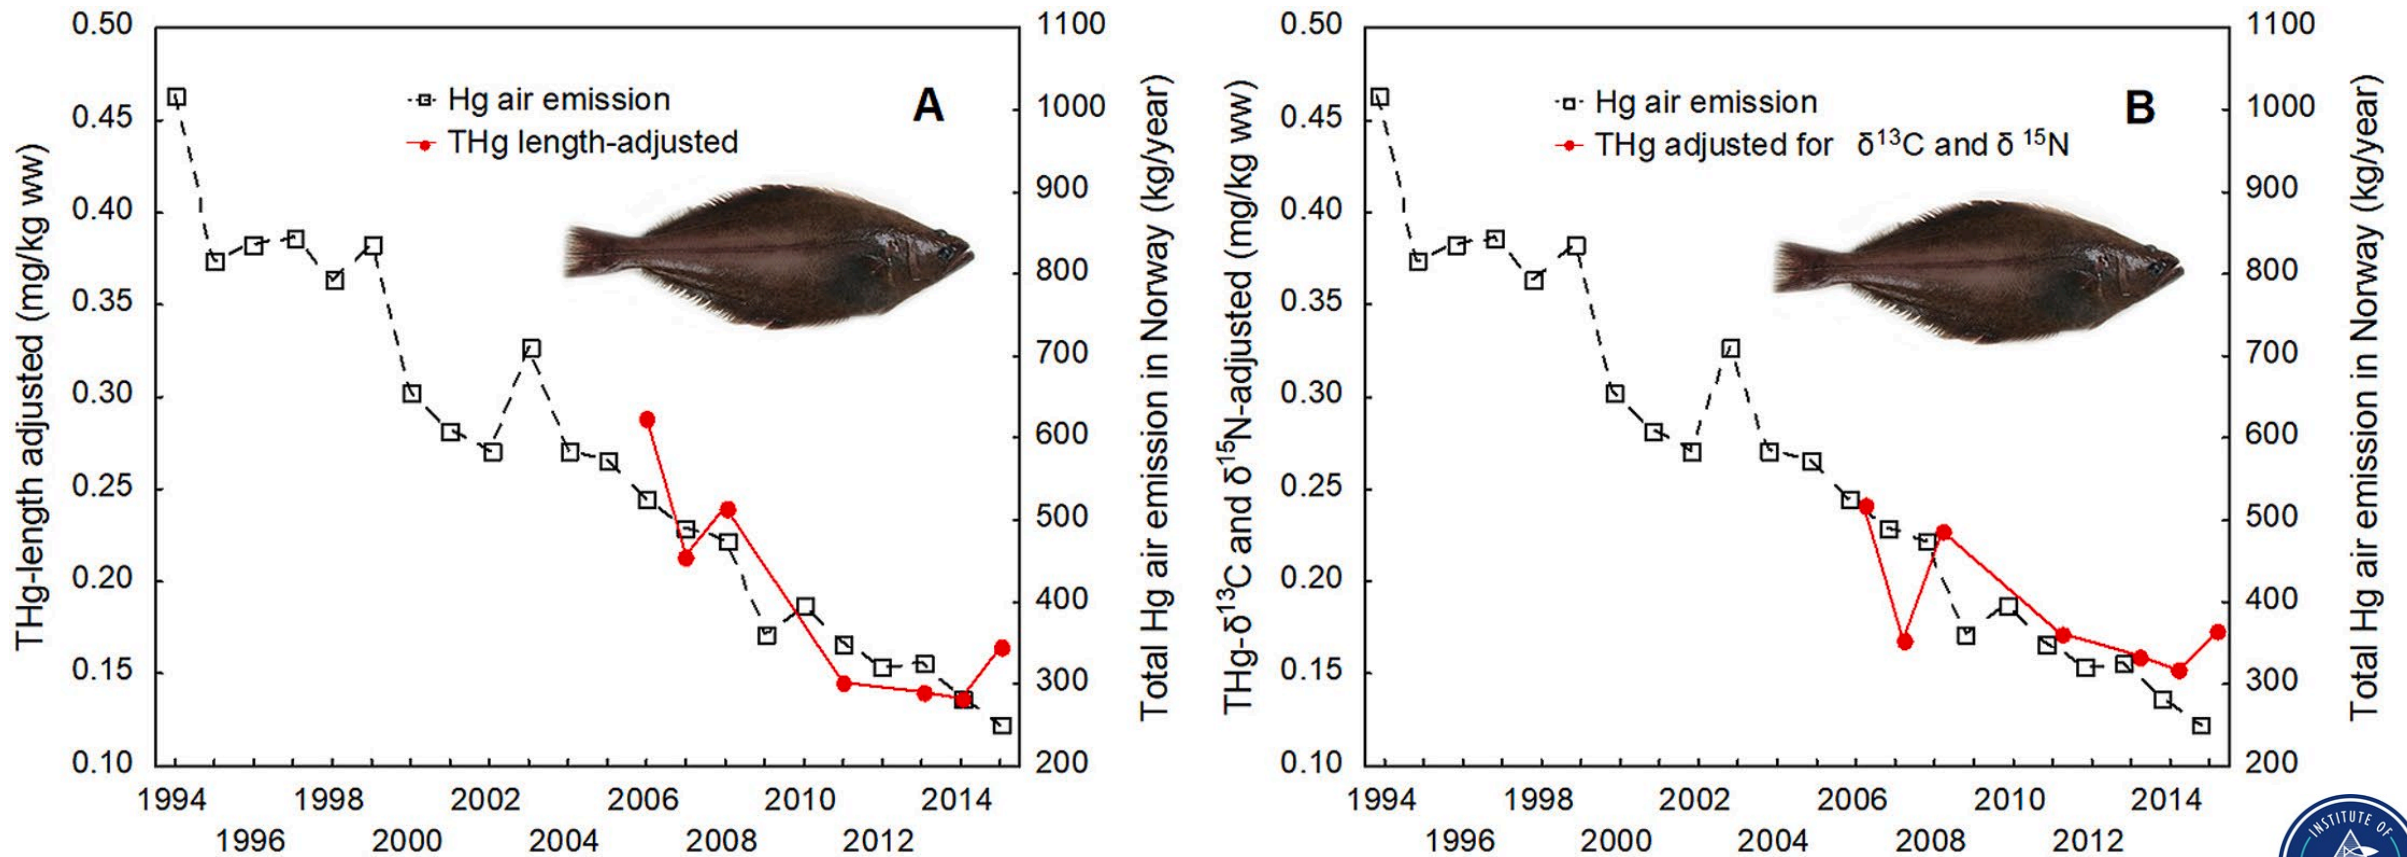 0.50
0.45
0.40
0.35
0.30
0.25
0.20
0.15
0.10
THg-length adjusted (mg/kg ww)
Hg air emission
THg length-adjusted
A
1100
1000
900
800
700
600
500
400
300
200
Total Hg air emission in Norway (kg/year)
1994 1998 2002 2006 2010 2014
1996 2000 2004 2008 2012
0.50
0.45
0.40
0.35
0.30
0.25
0.20
0.15
0.10
THg-δ¹³C and δ¹⁵N-adjusted (mg/kg ww)
Hg air emission
THg adjusted for δ¹³C and δ ¹⁵N
B
1100
1000
900
800
700
600
500
400
300
200
Total Hg air emission in Norway (kg/year)
1994 1998 2002 2006 2010 2014
1996 2000 2004 2008 2012
INSTITUTE OF